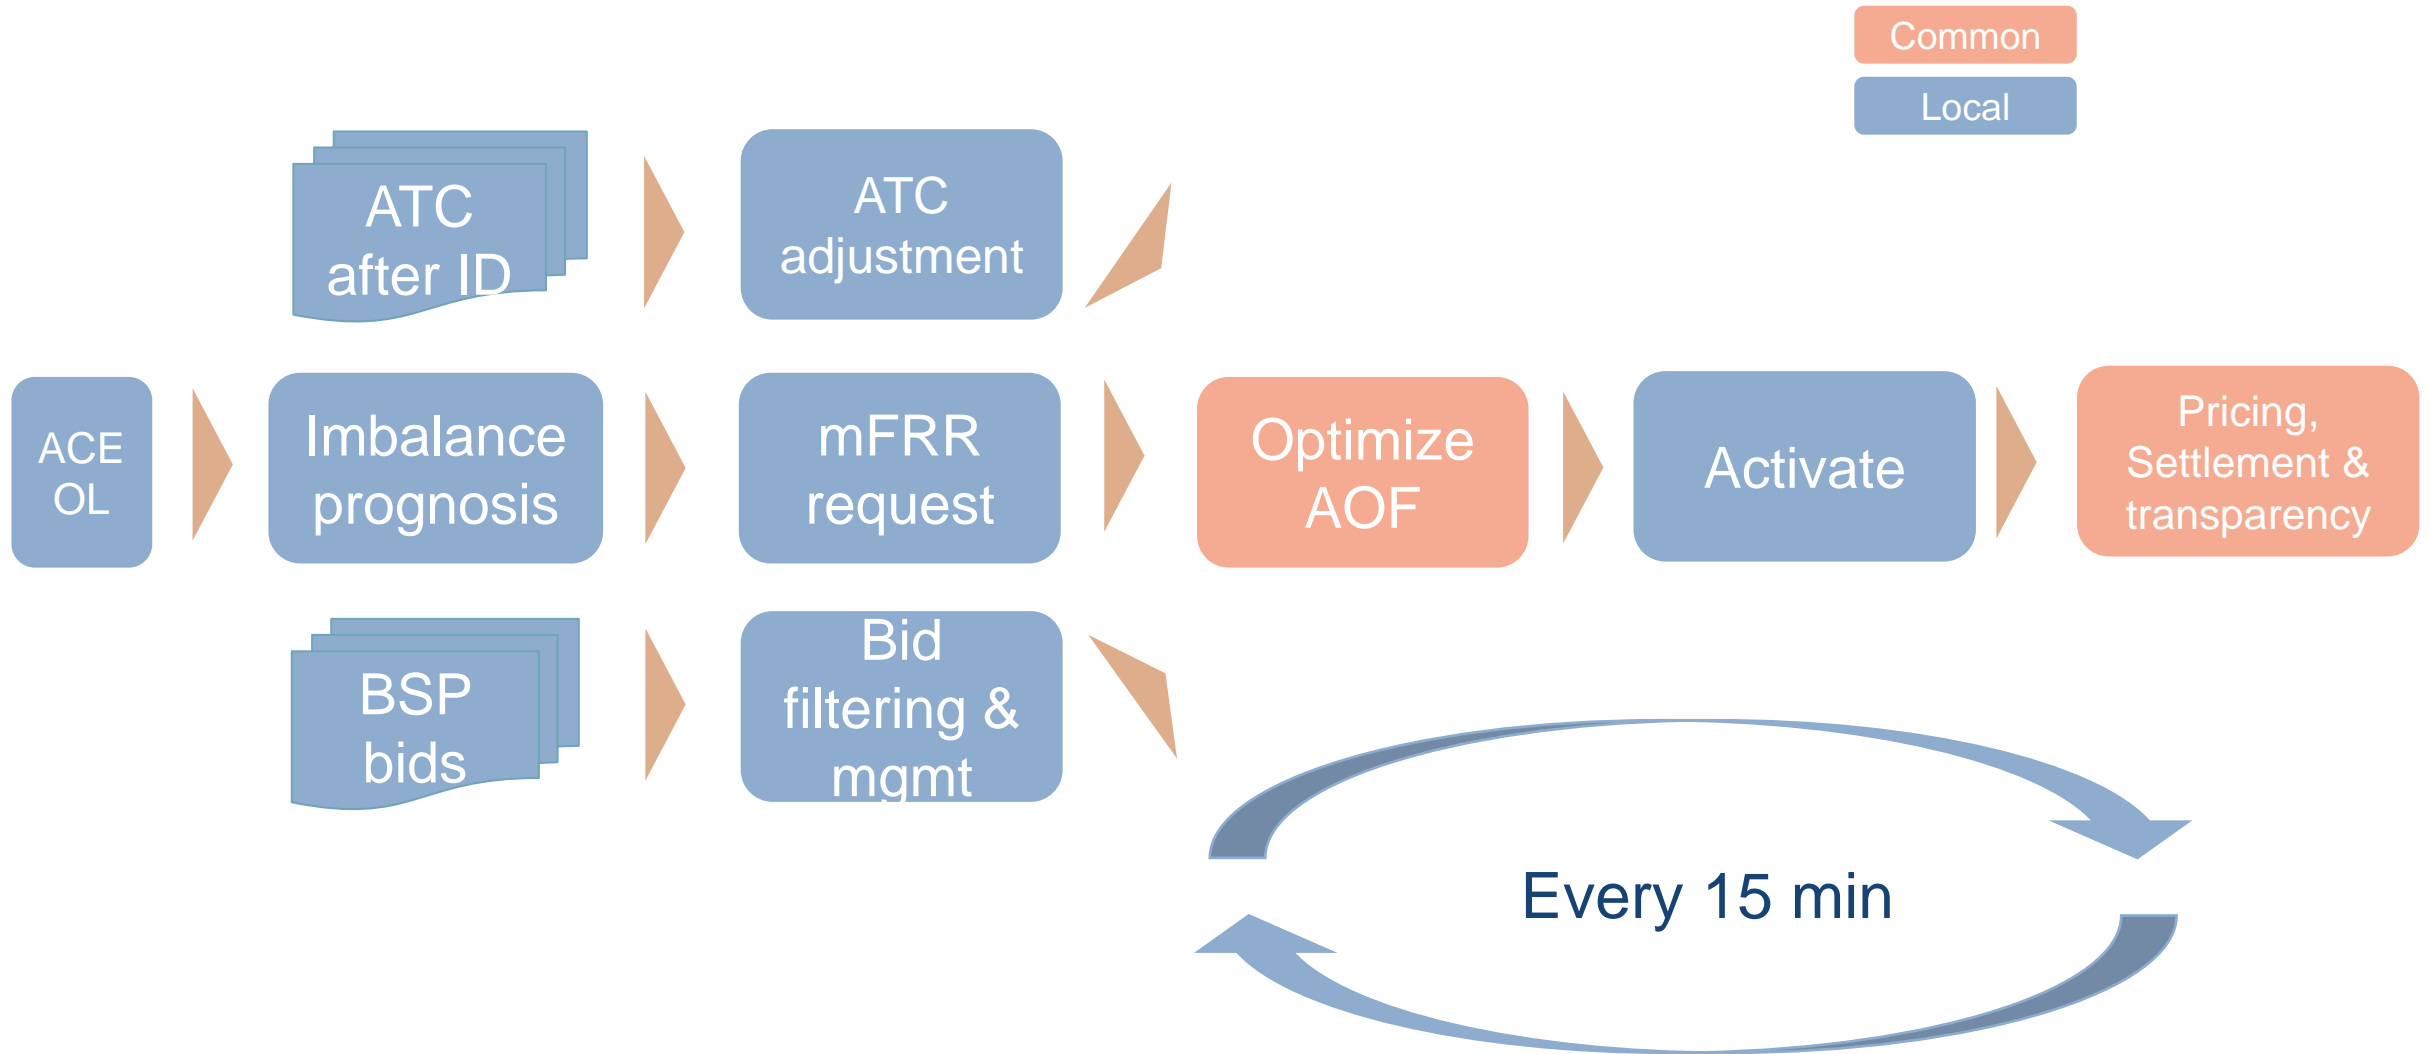 Common
Local
ATC
after ID
ATC
adjustment
ACE
OL
Imbalance
prognosis
mFRR
request
Optimize
AOF
Activate
Pricing,
Settlement &
transparency
BSP
bids
Bid
filtering &
mgmt
Every 15 min